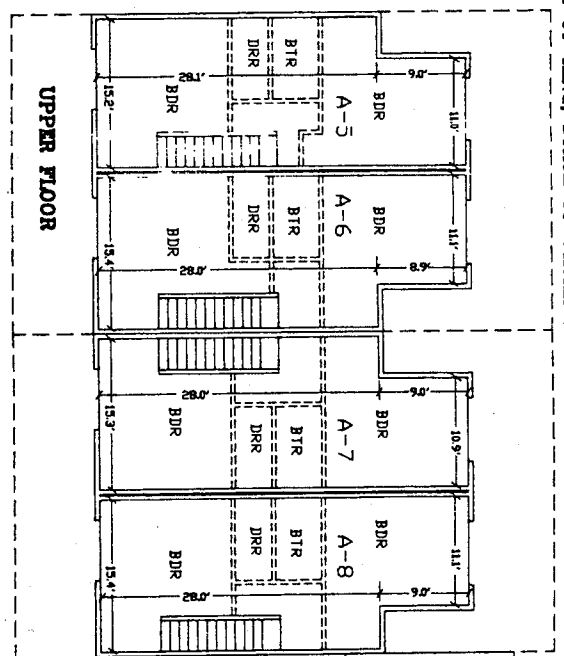 UPPER FLOOR
A-5
BDR
DRR
BTR
BDR
28.1'
9.0'
15.2'
11.0'
A-6
BDR
DRR
BTR
BDR
28.0'
8.9'
15.4'
11.1'
A-7
BDR
DRR
BTR
BDR
28.0'
9.0'
15.3'
10.9'
A-8
BDR
DRR
BTR
BDR
28.0'
9.0'
15.4'
11.1'